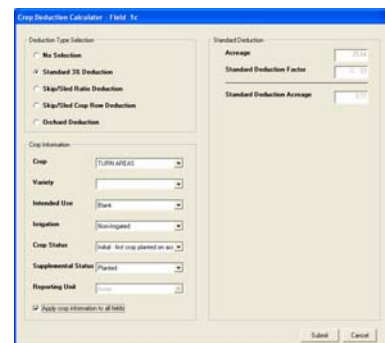 Crop Deduction Calculator - Field 1c
Deduction Type Selection
No Selection
Standard 3% Deduction
Skip/Sled Ratio Deduction
Skip/Sled Crop Row Deduction
Orchard Deduction
Crop Information
Crop TURN AREAS
Variety
Intended Use Blank
Irrigation Nonirrigated
Crop Status Initial - first crop planted on acr
Supplemental Status Planted
Reporting Unit Acres
Apply crop information to all fields
Standard Deduction
Acreage
Standard Deduction Factor
Standard Deduction Acreage
Submit Cancel